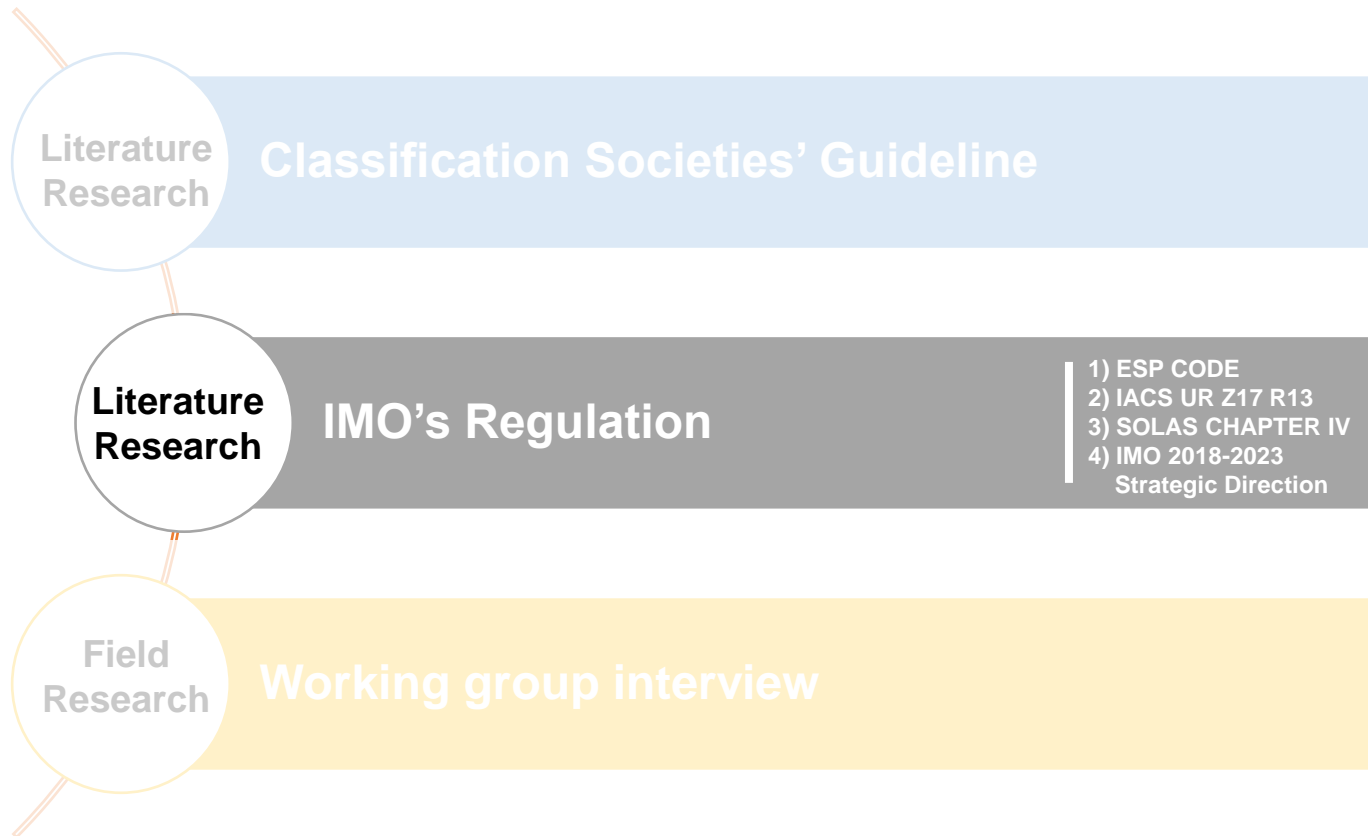 Literature
Research
Classification Societies’ Guideline
Literature
Research
IMO’s Regulation
1) ESP CODE
2) IACS UR Z17 R13
3) SOLAS CHAPTER IV
4) IMO 2018-2023
Strategic Direction
Field
Research
Working group interview